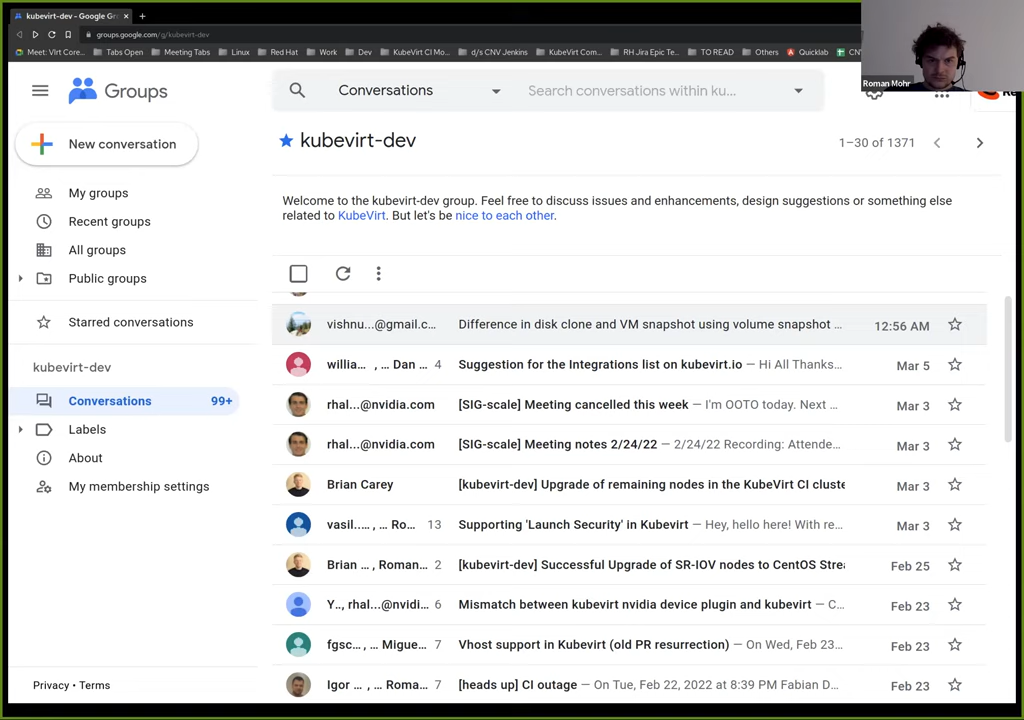 kubevirt-dev - Google Gr
groups.google.com/g/kubevirt-dev
Meet: VIrt Core... Tabs Open Meeting Tabs Linux Red Hat Work Dev KubeVirt CI Mo... d/s CNV Jenkins KubeVirt Com... RH Jira Epic Te... TO READ Others Quicklab CN
Roman Mohr
Groups
Conversations
Search conversations within ku...
Re
New conversation
kubevirt-dev
1–30 of 1371
My groups
Recent groups
All groups
Public groups
Starred conversations
kubevirt-dev
Conversations 99+
Labels
About
My membership settings
Privacy • Terms
Welcome to the kubevirt-dev group. Feel free to discuss issues and enhancements, design suggestions or something else
related to KubeVirt. But let's be nice to each other.
vishnu...@gmail.c... Difference in disk clone and VM snapshot using volume snapshot ... 12:56 AM
willia... , ... Dan ... 4 Suggestion for the Integrations list on kubevirt.io — Hi All Thanks... Mar 5
rhal...@nvidia.com [SIG-scale] Meeting cancelled this week — I'm OOTO today. Next ... Mar 3
rhal...@nvidia.com [SIG-scale] Meeting notes 2/24/22 — 2/24/22 Recording: Attende... Mar 3
Brian Carey [kubevirt-dev] Upgrade of remaining nodes in the KubeVirt CI cluste Mar 3
vasil...., ... Ro... 13 Supporting 'Launch Security' in Kubevirt — Hey, hello here! With re... Mar 3
Brian ... , Roman... 2 [kubevirt-dev] Successful Upgrade of SR-IOV nodes to CentOS Strea Feb 25
Y.., rhal...@nvidi... 6 Mismatch between kubevirt nvidia device plugin and kubevirt — C... Feb 23
fgsc... , ... Migue... 7 Vhost support in Kubevirt (old PR resurrection) — On Wed, Feb 23... Feb 23
Igor ... , ... Roma... 7 [heads up] CI outage — On Tue, Feb 22, 2022 at 8:39 PM Fabian D... Feb 23